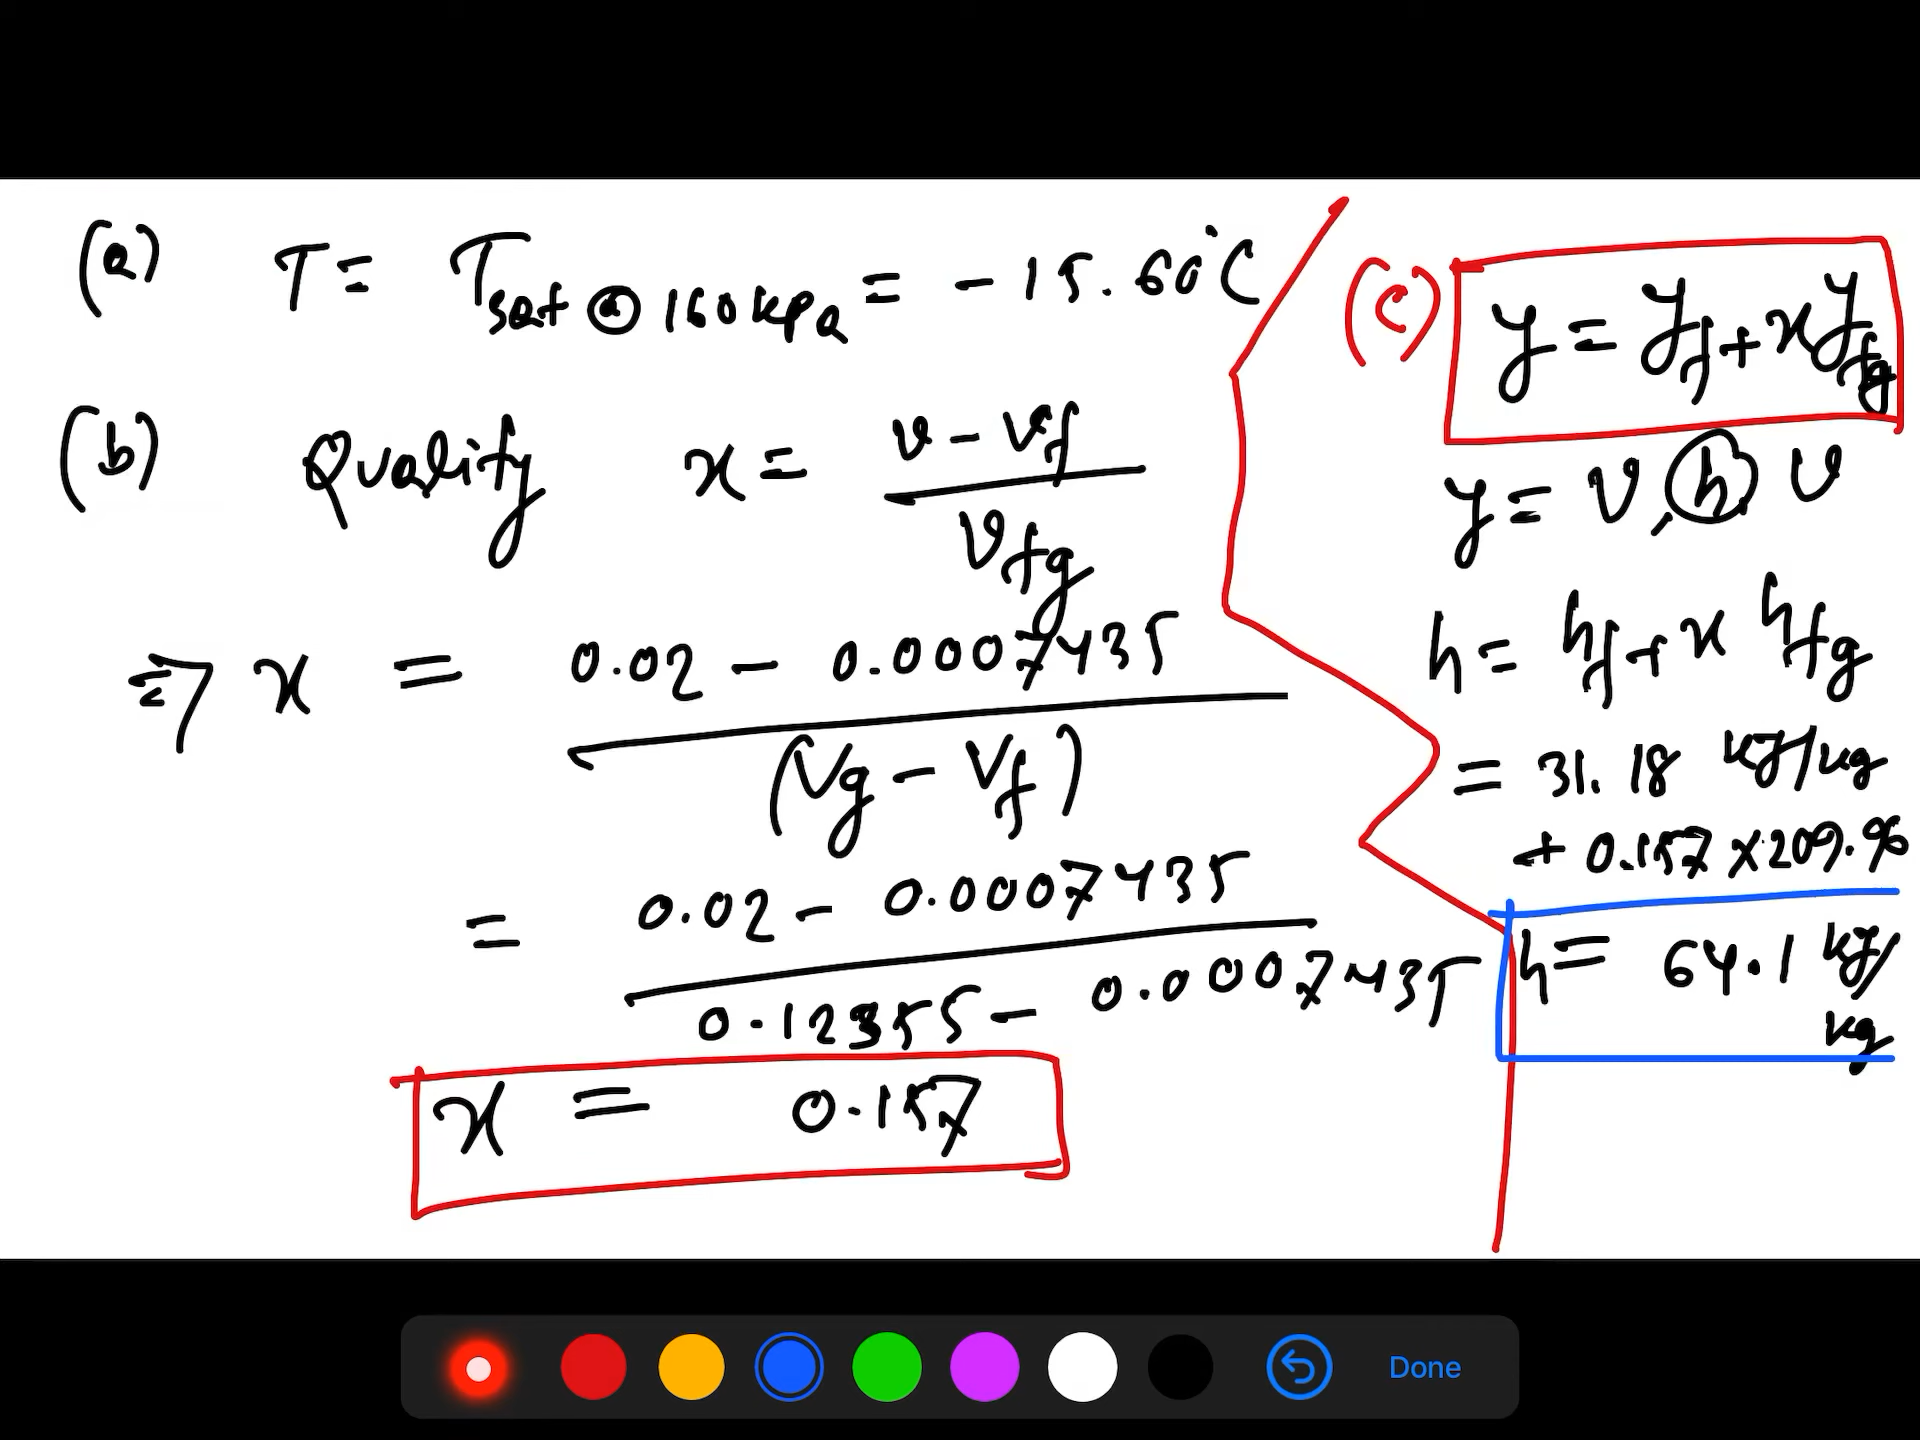 (a) T = Tsat @ 160 kPa = -15.60°C
(b) Quality x = v - vf / vfg
⇒ x = 0.02 - 0.0007435 / (Vg - Vf)
= 0.02 - 0.0007435 / 0.12355 - 0.0007435
x = 0.157
(c) y = yf + x yfg
y = v, h, u
h = hf + x hfg
= 31.18 kJ/kg
+ 0.157 x 209.96
h = 64.1 kJ/kg
Done